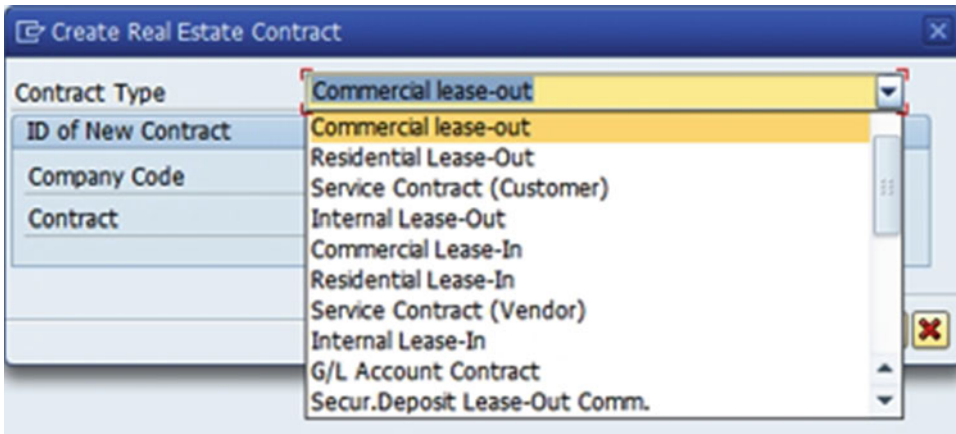 Create Real Estate Contract
Contract Type
Commercial lease-out
ID of New Contract
Commercial lease-out
Residential Lease-Out
Company Code
Service Contract (Customer)
Contract
Internal Lease-Out
Commercial Lease-In
Residential Lease-In
Service Contract (Vendor)
Internal Lease-In
G/L Account Contract
Secur.Deposit Lease-Out Comm.